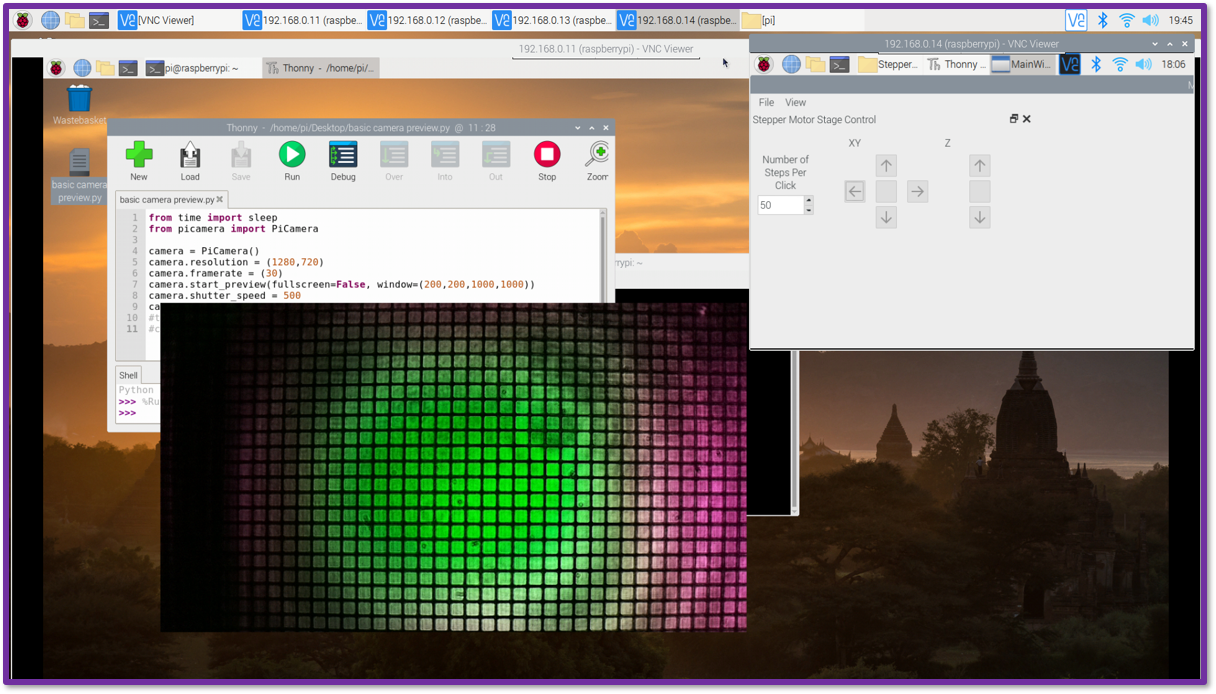 [VNC Viewer]
192.168.0.11 (raspbe...
192.168.0.12 (raspbe...
192.168.0.13 (raspbe...
192.168.0.14 (raspbe...
[pi]
19:45
192.168.0.11 (raspberrypi) - VNC Viewer
pi@raspberrypi: ~
Thonny - /home/pi/...
Wastebasket
basic camera
preview.py
Thonny - /home/pi/Desktop/basic camera preview.py @ 11 : 28
New
Load
Save
Run
Debug
Over
Into
Out
Stop
Zoom
basic camera preview.py
1 from time import sleep
2 from picamera import PiCamera
3
4 camera = PiCamera()
5 camera.resolution = (1280,720)
6 camera.framerate = (30)
7 camera.start_preview(fullscreen=False, window=(200,200,1000,1000))
8 camera.shutter_speed = 500
9 ca
10 #t
11 #c
Shell
Python
>>> %Ru
>>>
rrypi: ~
192.168.0.14 (raspberrypi) - VNC Viewer
Stepper...
Thonny ...
MainWi...
18:06
M
File View
Stepper Motor Stage Control
XY
Z
Number of
Steps Per
Click
50